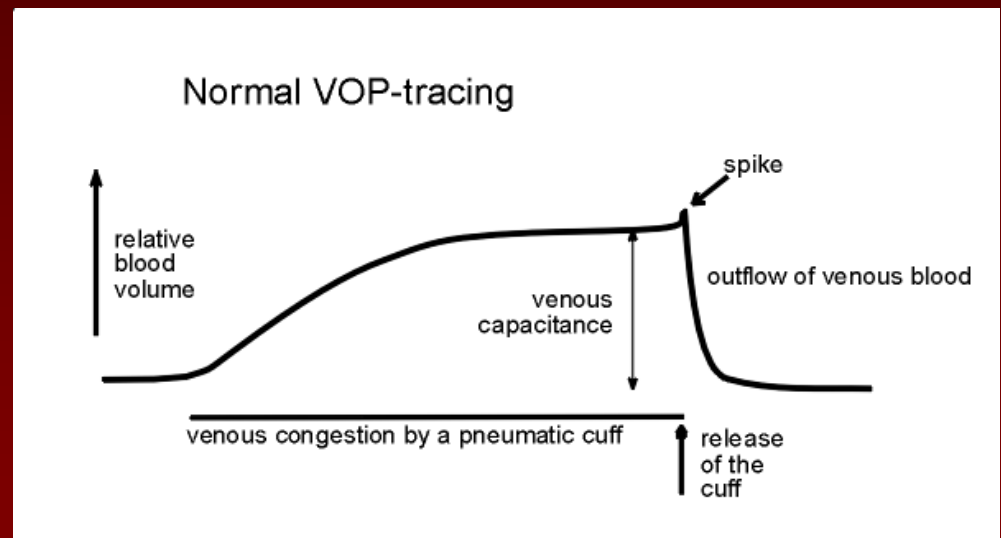 Normal VOP-tracing
spike
relative
blood
volume
outflow of venous blood
venous
capacitance
venous congestion by a pneumatic cuff
release
of the
cuff